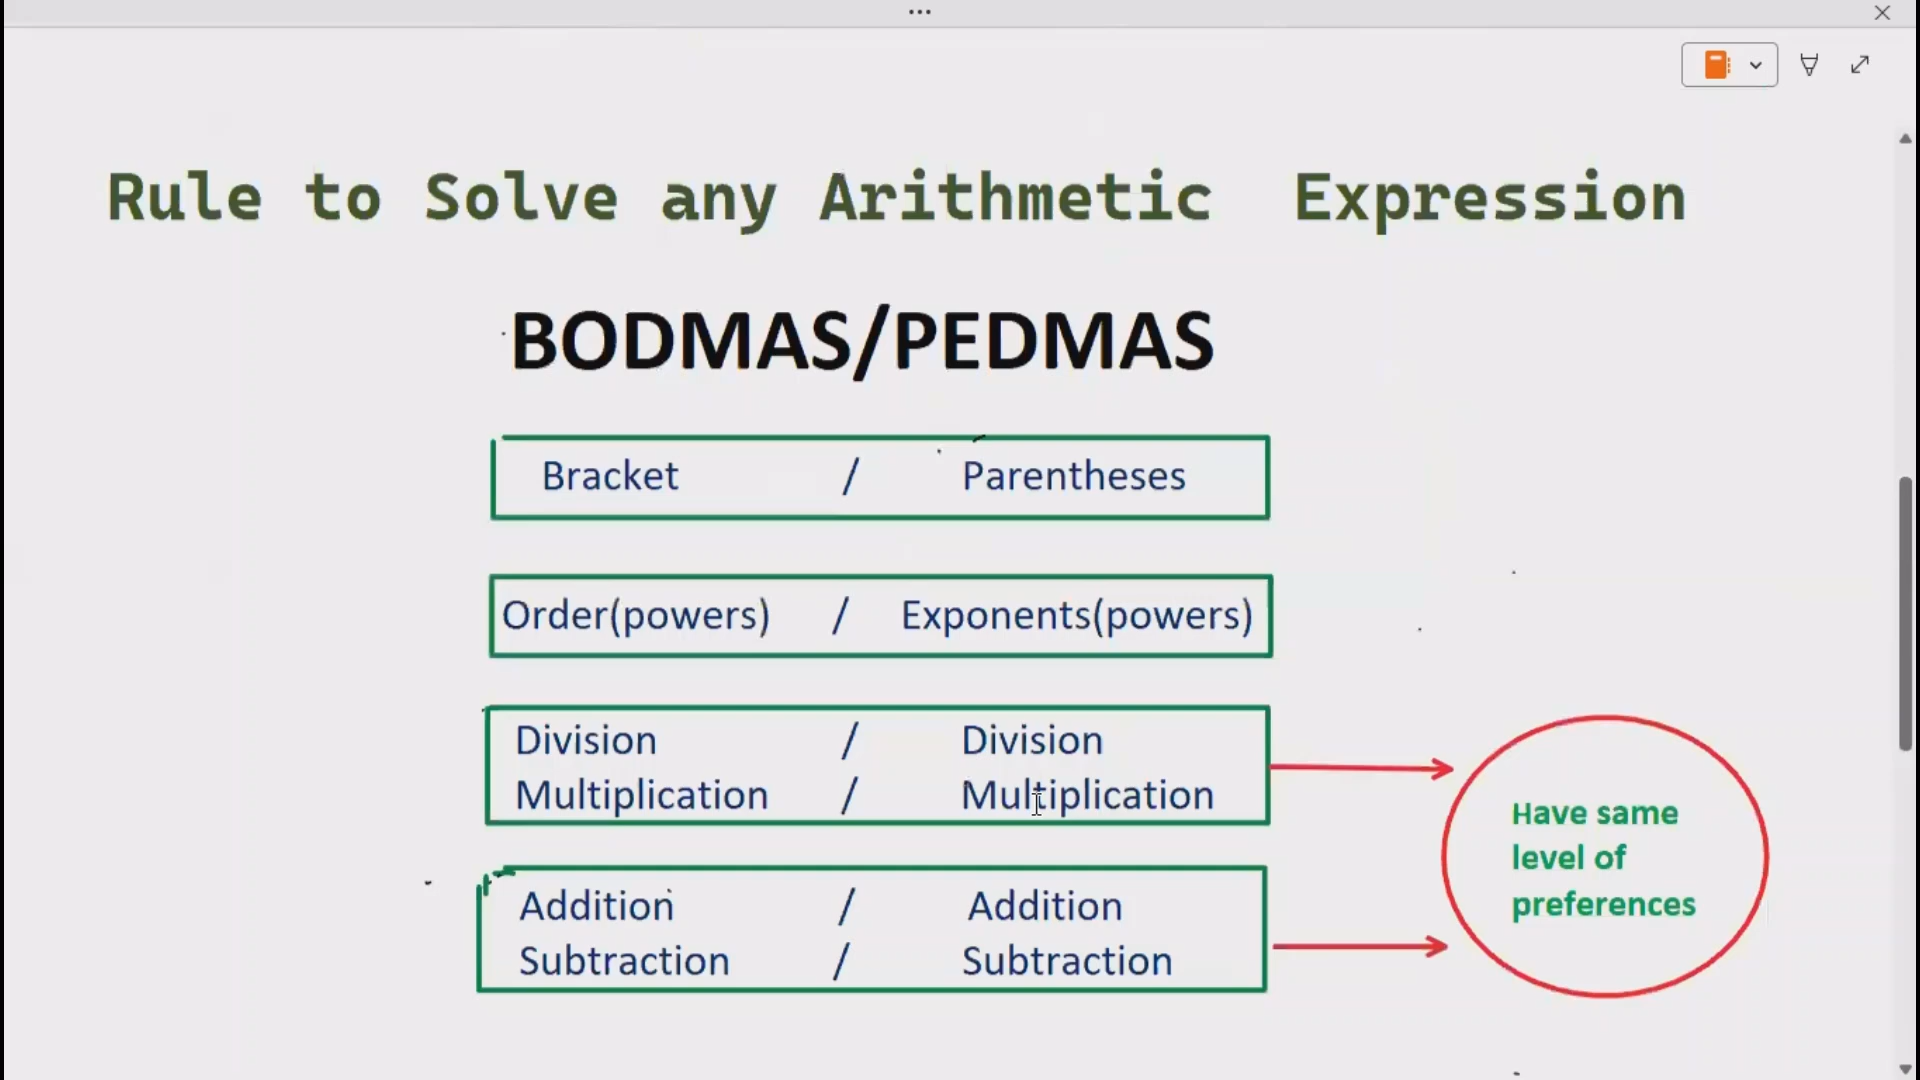 Rule to Solve any Arithmetic Expression
BODMAS/PEDMAS
Bracket / Parentheses
Order(powers) / Exponents(powers)
Division / Division
Multiplication / Multiplication
Addition / Addition
Subtraction / Subtraction
Have same
level of
preferences